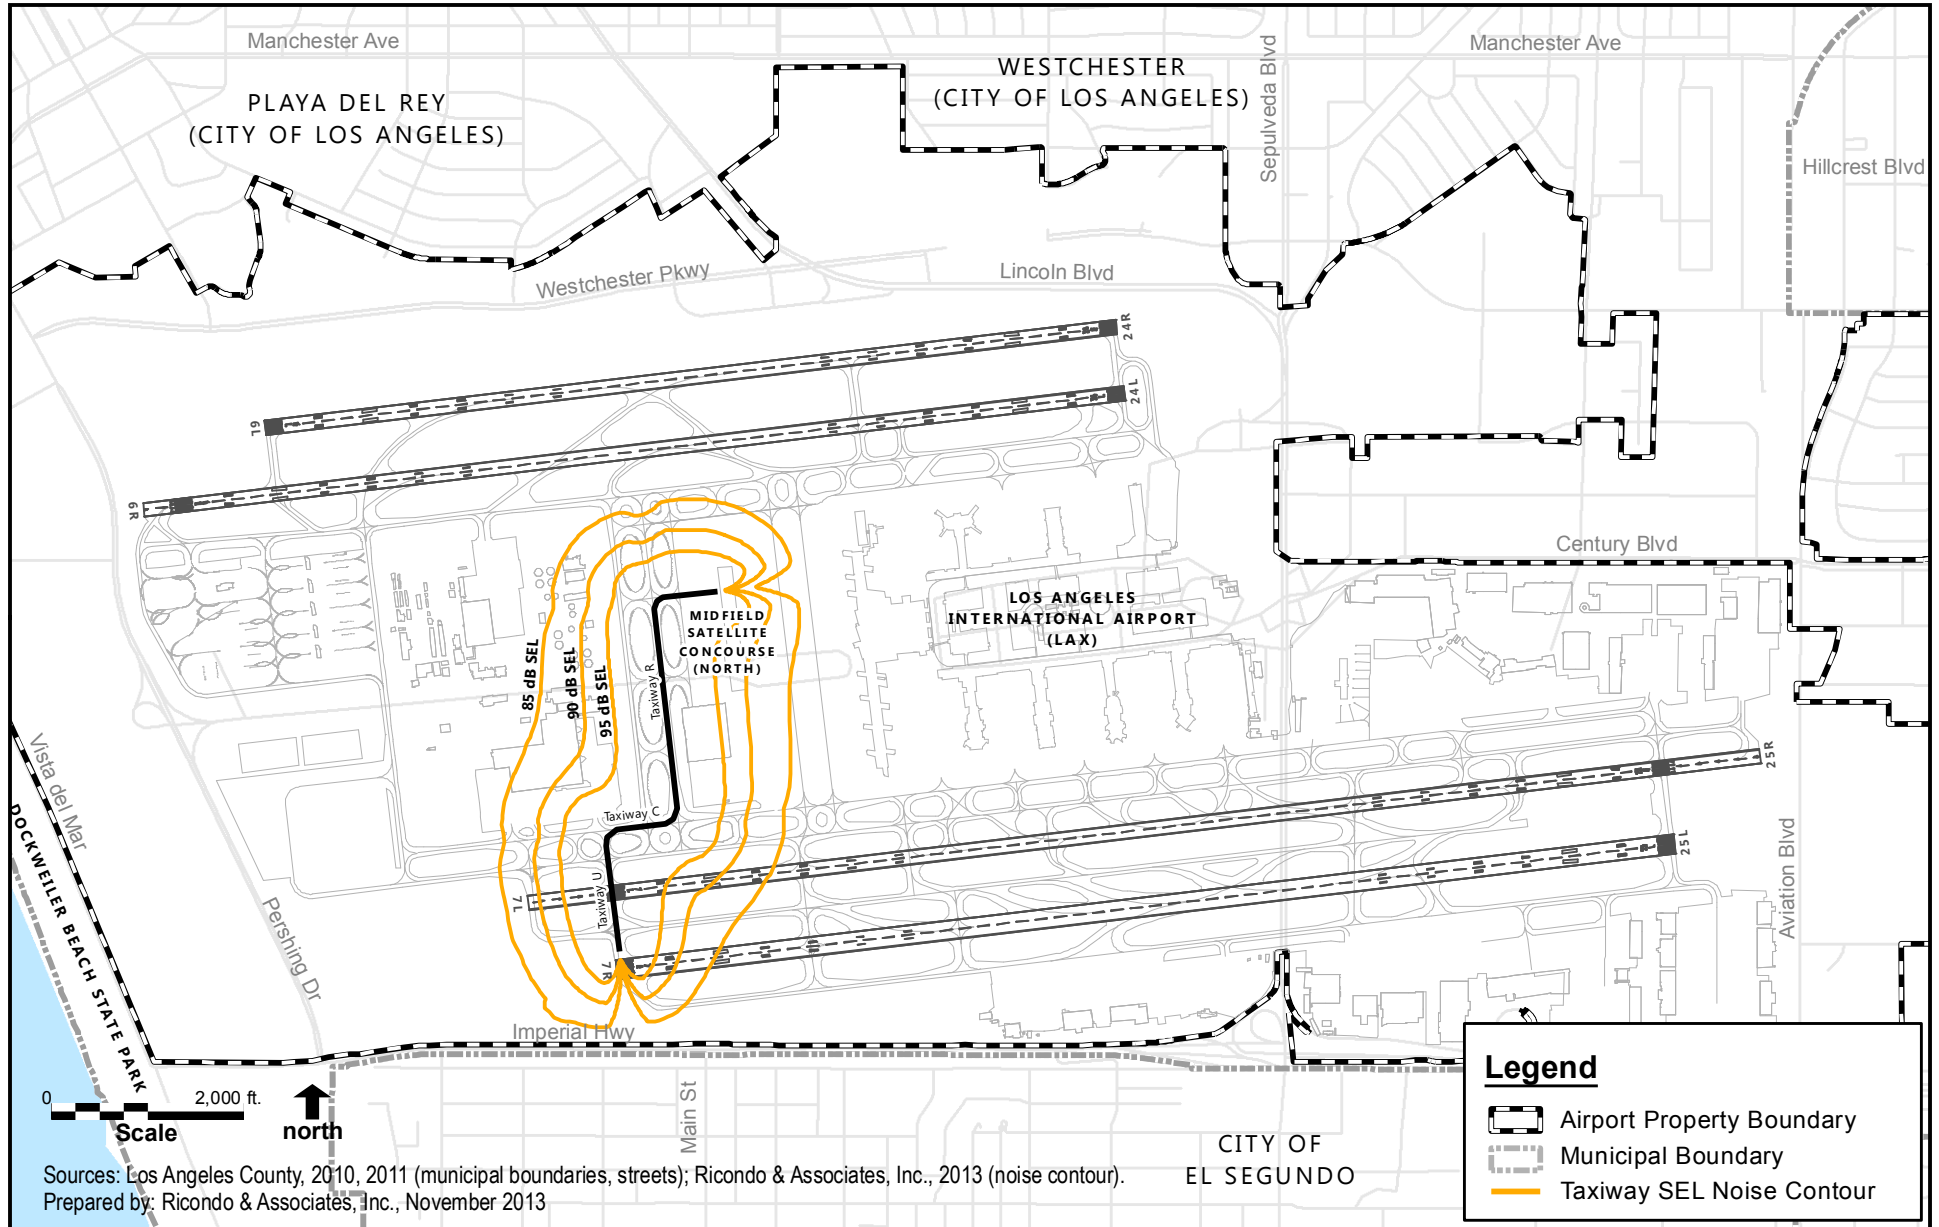 Manchester Ave
Manchester Ave
PLAYA DEL REY
(CITY OF LOS ANGELES)
WESTCHESTER
(CITY OF LOS ANGELES)
Sepulveda Blvd
Hillcrest Blvd
Westchester Pkwy
Lincoln Blvd
24R
24L
6L
6R
Century Blvd
LOS ANGELES
INTERNATIONAL AIRPORT
(LAX)
MIDFIELD
SATELLITE
CONCOURSE
(NORTH)
85 dB SEL
90 dB SEL
95 dB SEL
Taxiway R
Taxiway C
Taxiway U
7L
7R
25R
25L
Aviation Blvd
Vista del Mar
DOCKWEILER BEACH STATE PARK
Pershing Dr
Imperial Hwy
Main St
CITY OF
EL SEGUNDO
0 2,000 ft.
Scale
north
Legend
Airport Property Boundary
Municipal Boundary
Taxiway SEL Noise Contour
Sources: Los Angeles County, 2010, 2011 (municipal boundaries, streets); Ricondo & Associates, Inc., 2013 (noise contour).
Prepared by: Ricondo & Associates, Inc., November 2013